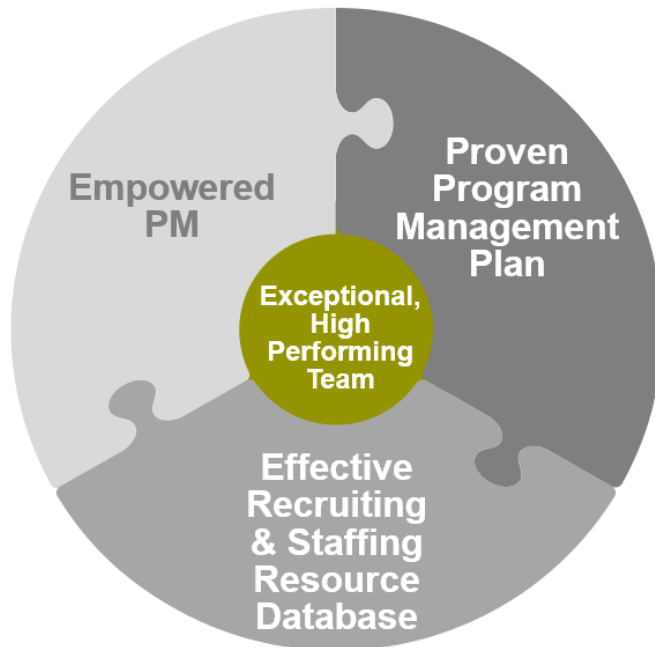 Empowered
PM
Proven
Program
Management
Plan
Exceptional,
High
Performing
Team
Effective
Recruiting
& Staffing
Resource
Database